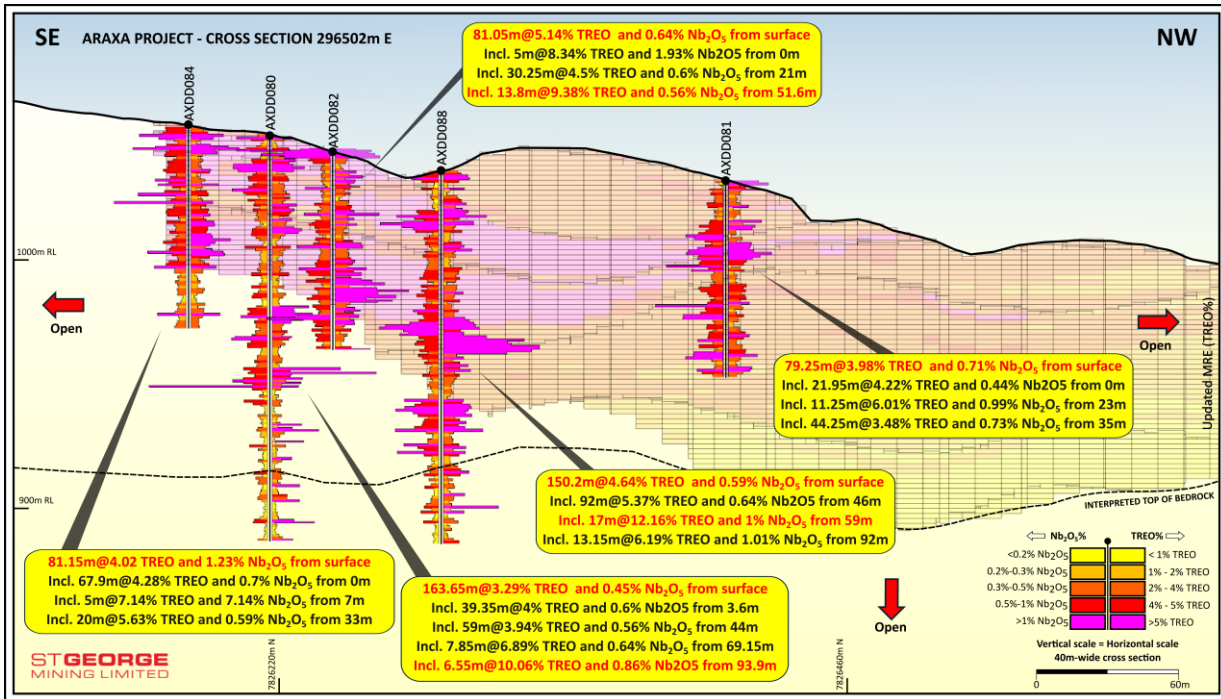 SE ARAXA PROJECT - CROSS SECTION 296502m E
NW
81.05m@5.14% TREO and 0.64% Nb₂O₅ from surface
Incl. 5m@8.34% TREO and 1.93% Nb2O5 from 0m
Incl. 30.25m@4.5% TREO and 0.6% Nb₂O₅ from 21m
Incl. 13.8m@9.38% TREO and 0.56% Nb₂O₅ from 51.6m
AXDD084
AXDD080
AXDD082
AXDD088
AXDD081
1000m RL
Open
Open
Updated MRE (TREO%)
79.25m@3.98% TREO and 0.71% Nb₂O₅ from surface
Incl. 21.95m@4.22% TREO and 0.44% Nb2O5 from 0m
Incl. 11.25m@6.01% TREO and 0.99% Nb₂O₅ from 23m
Incl. 44.25m@3.48% TREO and 0.73% Nb₂O₅ from 35m
150.2m@4.64% TREO and 0.59% Nb₂O₅ from surface
Incl. 92m@5.37% TREO and 0.64% Nb2O5 from 46m
Incl. 17m@12.16% TREO and 1% Nb₂O₅ from 59m
Incl. 13.15m@6.19% TREO and 1.01% Nb₂O₅ from 92m
900m RL
INTERPRETED TOP OF BEDROCK
81.15m@4.02 TREO and 1.23% Nb₂O₅ from surface
Incl. 67.9m@4.28% TREO and 0.7% Nb₂O₅ from 0m
Incl. 5m@7.14% TREO and 7.14% Nb₂O₅ from 7m
Incl. 20m@5.63% TREO and 0.59% Nb₂O₅ from 33m
163.65m@3.29% TREO and 0.45% Nb₂O₅ from surface
Incl. 39.35m@4% TREO and 0.6% Nb2O5 from 3.6m
Incl. 59m@3.94% TREO and 0.56% Nb₂O₅ from 44m
Incl. 7.85m@6.89% TREO and 0.64% Nb₂O₅ from 69.15m
Incl. 6.55m@10.06% TREO and 0.86% Nb2O5 from 93.9m
Open
Nb₂O₅% TREO%
<0.2% Nb₂O₅ < 1% TREO
0.2%-0.3% Nb₂O₅ 1% - 2% TREO
0.3%-0.5% Nb₂O₅ 2% - 4% TREO
0.5%-1% Nb₂O₅ 4% - 5% TREO
>1% Nb₂O₅ >5% TREO
Vertical scale = Horizontal scale
40m-wide cross section
0 60m
STGEORGE
MINING LIMITED
7826220m N
7826460m N